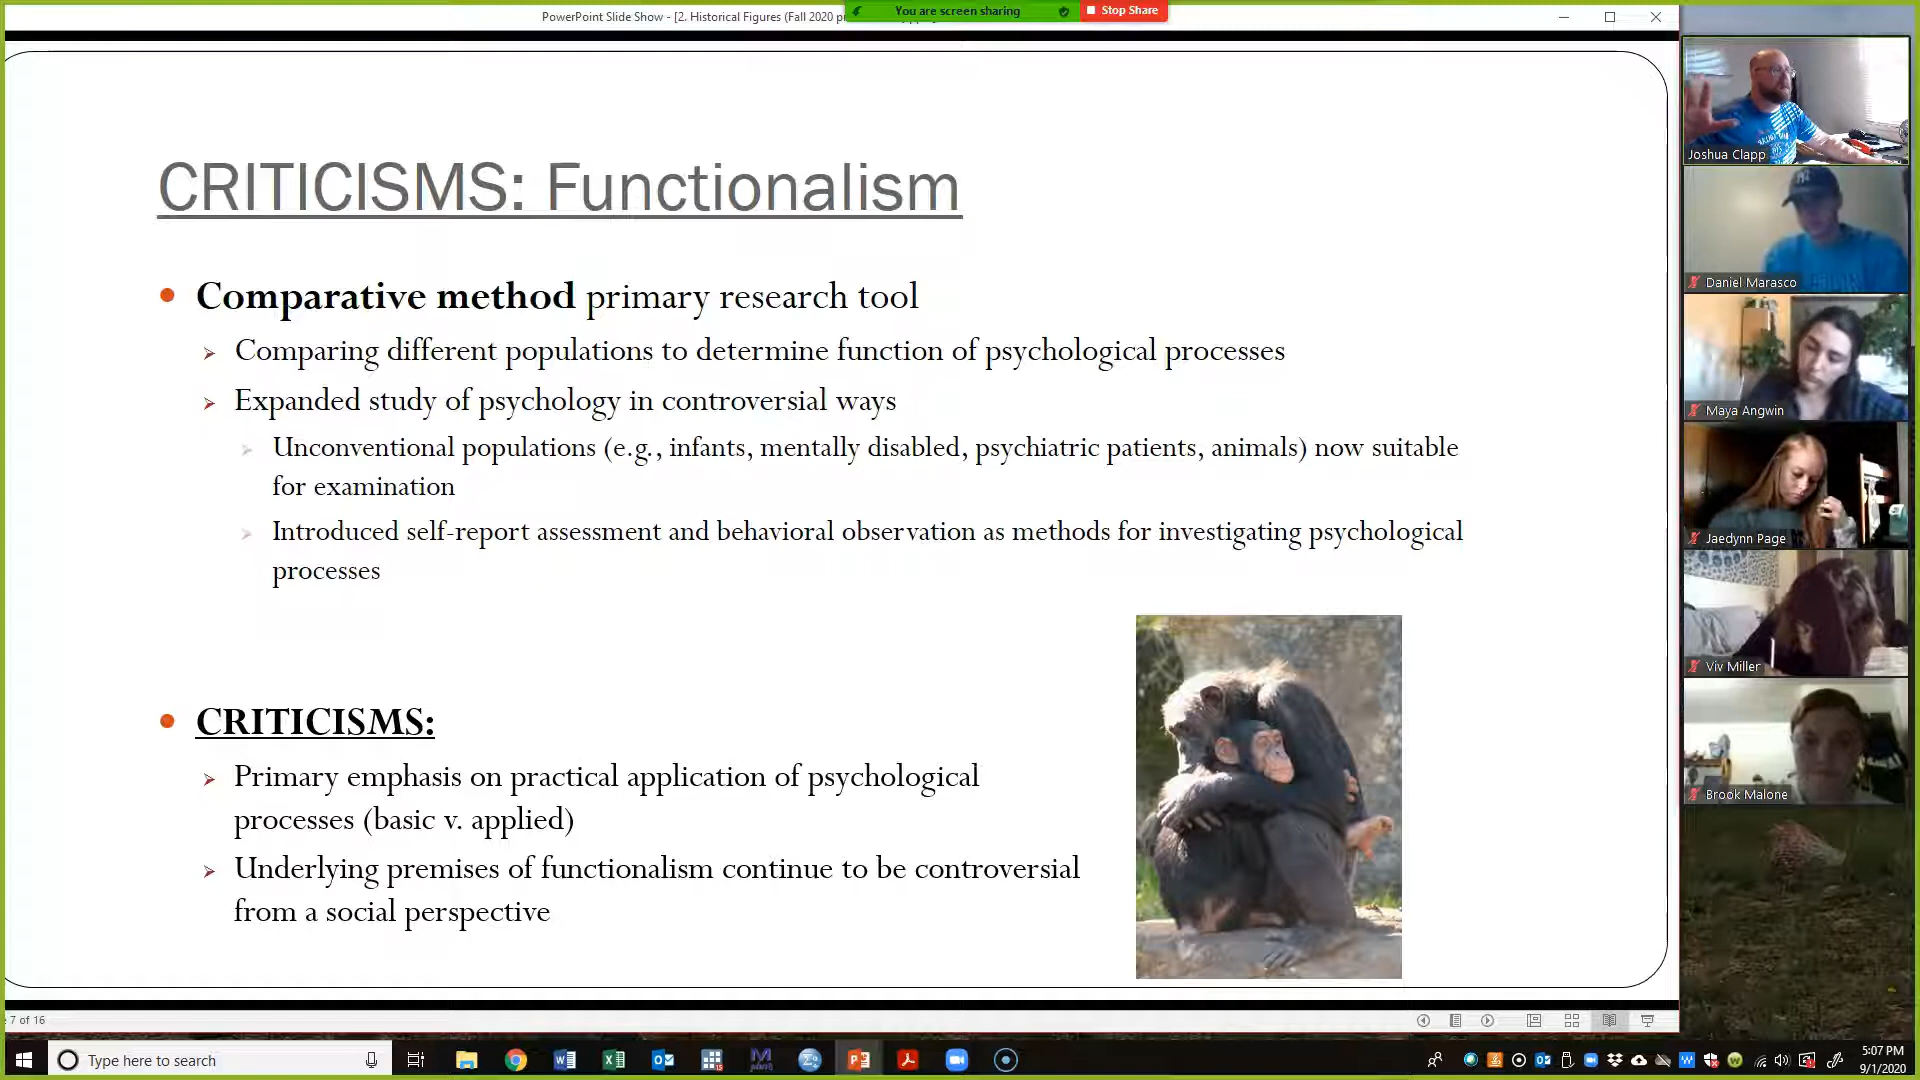 PowerPoint Slide Show - [2. Historical Figures (Fall 2020 pr
You are screen sharing
Stop Share
CRITICISMS: Functionalism
Comparative method primary research tool
Comparing different populations to determine function of psychological processes
Expanded study of psychology in controversial ways
Unconventional populations (e.g., infants, mentally disabled, psychiatric patients, animals) now suitable
for examination
Introduced self-report assessment and behavioral observation as methods for investigating psychological
processes
CRITICISMS:
Primary emphasis on practical application of psychological
processes (basic v. applied)
Underlying premises of functionalism continue to be controversial
from a social perspective
Joshua Clapp
Daniel Marasco
Maya Angwin
Jaedynn Page
Viv Miller
Brook Malone
7 of 16
Type here to search
5:07 PM
9/1/2020